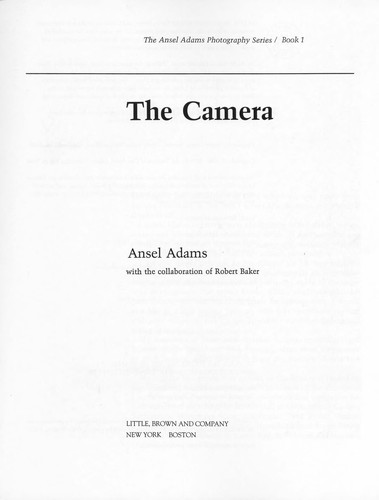 The Ansel Adams Photography Series / Book 1
The Camera
Ansel Adams
with the collaboration of Robert Baker
LITTLE, BROWN AND COMPANY
NEW YORK BOSTON